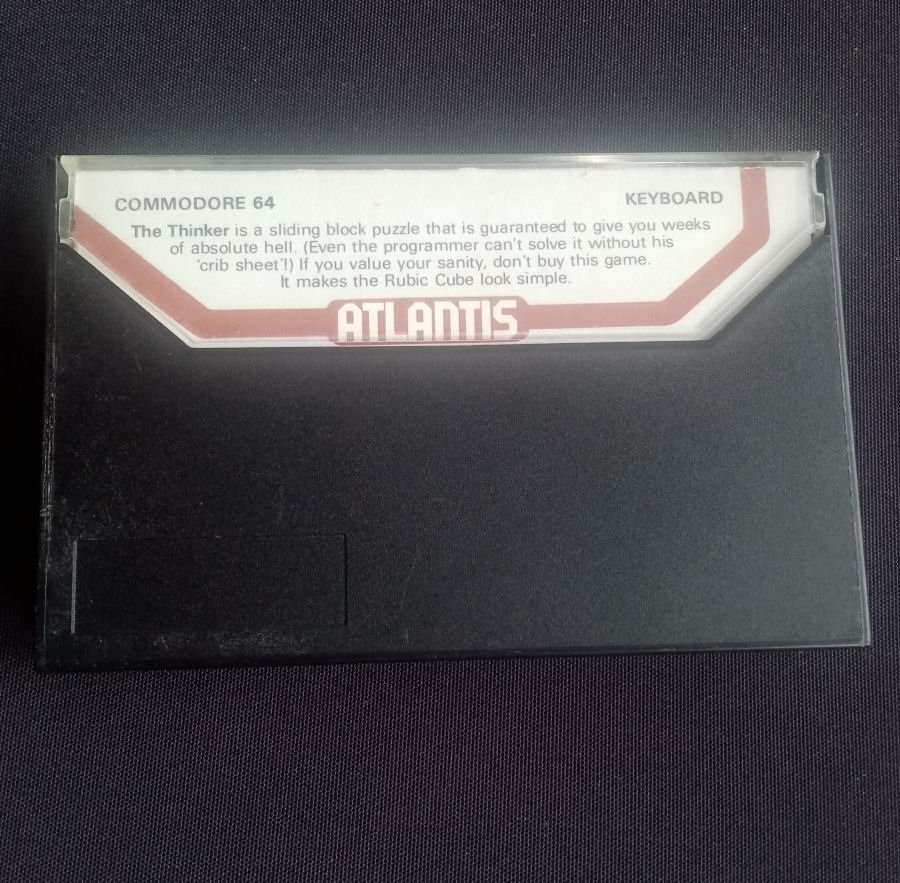 COMMODORE 64
KEYBOARD
The Thinker is a sliding block puzzle that is guaranteed to give you weeks
of absolute hell. (Even the programmer can't solve it without his
'crib sheet'!) If you value your sanity, don't buy this game.
It makes the Rubic Cube look simple.
ATLANTIS